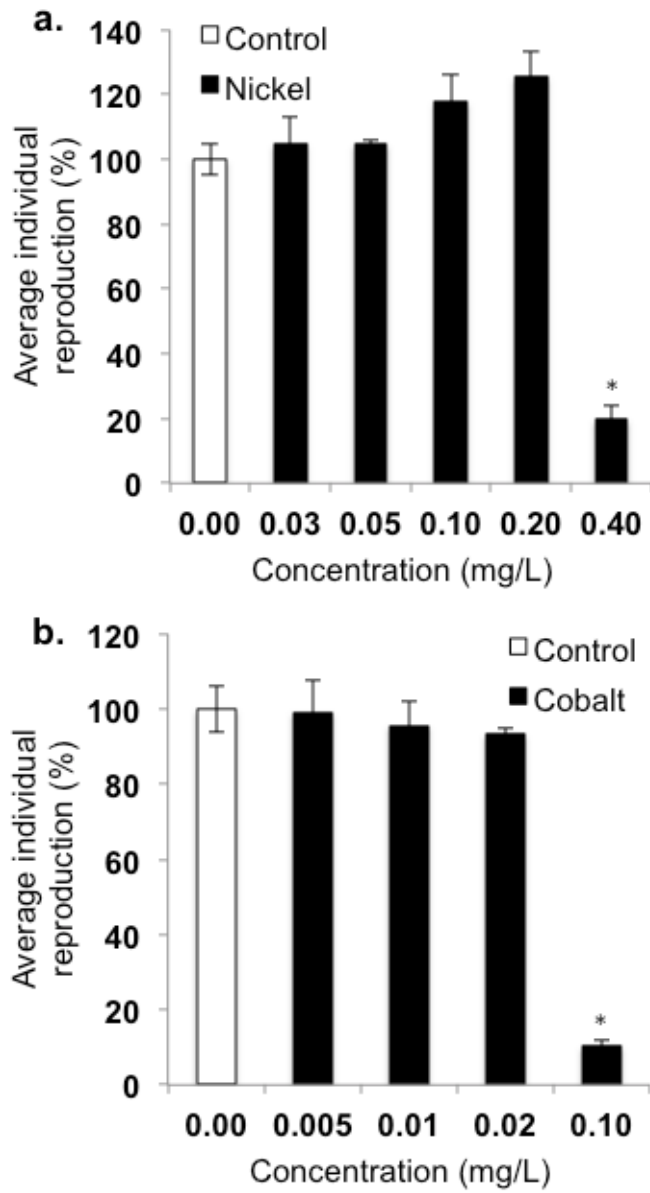 a.
Control
Nickel
140
120
100
80
60
40
20
0
Average individual
reproduction (%)
*
0.00 0.03 0.05 0.10 0.20 0.40
Concentration (mg/L)
b.
Control
Cobalt
120
100
80
60
40
20
0
Average individual
reproduction (%)
*
0.00 0.005 0.01 0.02 0.10
Concentration (mg/L)